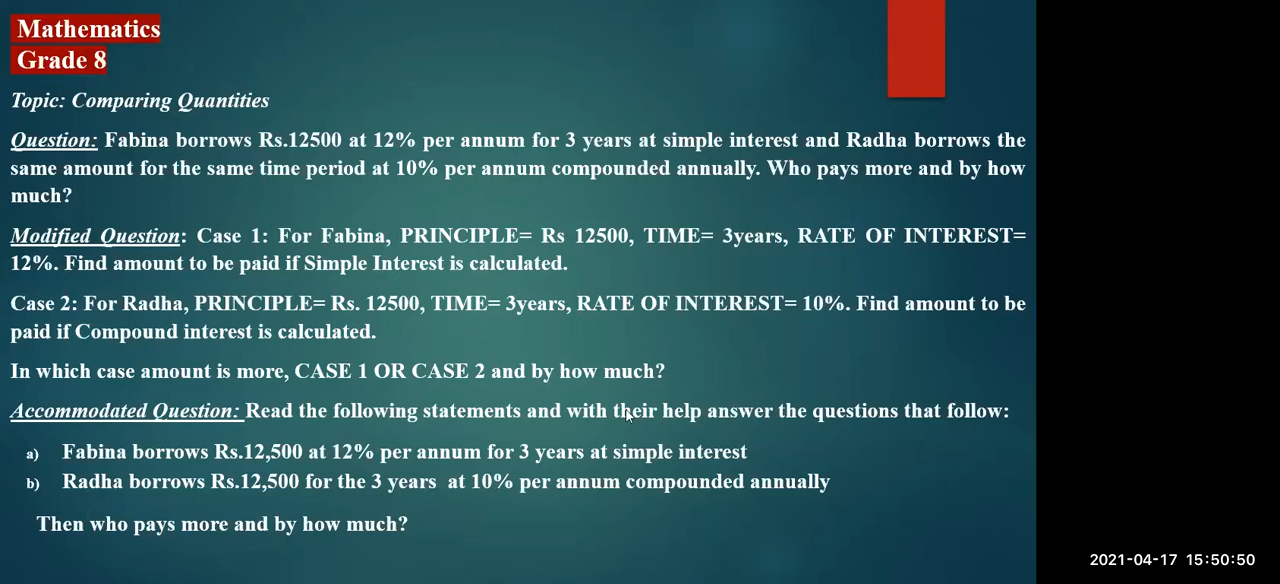 Mathematics
Grade 8
Topic: Comparing Quantities
Question: Fabina borrows Rs.12500 at 12% per annum for 3 years at simple interest and Radha borrows the
same amount for the same time period at 10% per annum compounded annually. Who pays more and by how
much?
Modified Question: Case 1: For Fabina, PRINCIPLE= Rs 12500, TIME= 3years, RATE OF INTEREST=
12%. Find amount to be paid if Simple Interest is calculated.
Case 2: For Radha, PRINCIPLE= Rs. 12500, TIME= 3years, RATE OF INTEREST= 10%. Find amount to be
paid if Compound interest is calculated.
In which case amount is more, CASE 1 OR CASE 2 and by how much?
Accommodated Question: Read the following statements and with their help answer the questions that follow:
a) Fabina borrows Rs.12,500 at 12% per annum for 3 years at simple interest
b) Radha borrows Rs.12,500 for the 3 years at 10% per annum compounded annually
Then who pays more and by how much?
2021-04-17 15:50:50